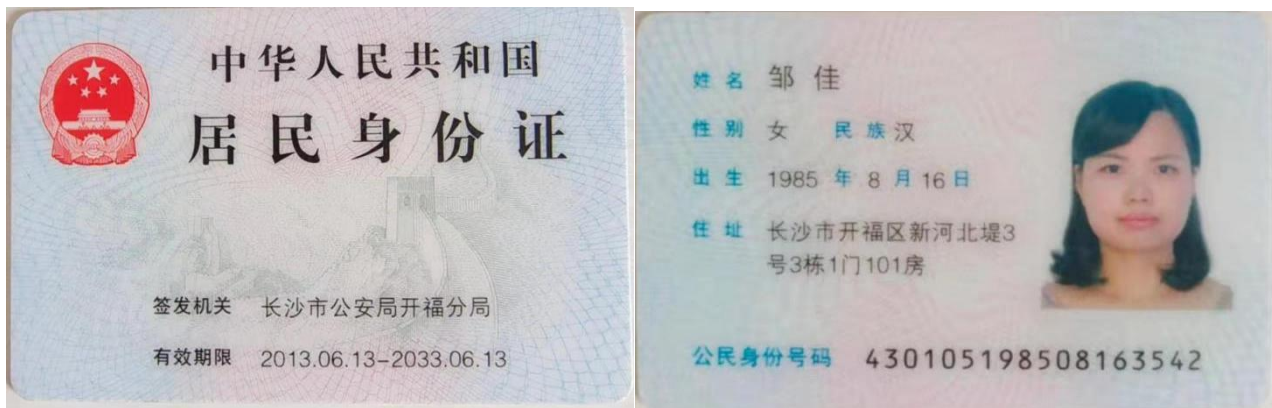 中华人民共和国
居民身份证
签发机关 长沙市公安局开福分局
有效期限 2013.06.13-2033.06.13
姓名 邹佳
性别 女 民族 汉
出生 1985 年 8 月 16 日
住址 长沙市开福区新河北堤3
号3栋1门101房
公民身份号码 430105198508163542